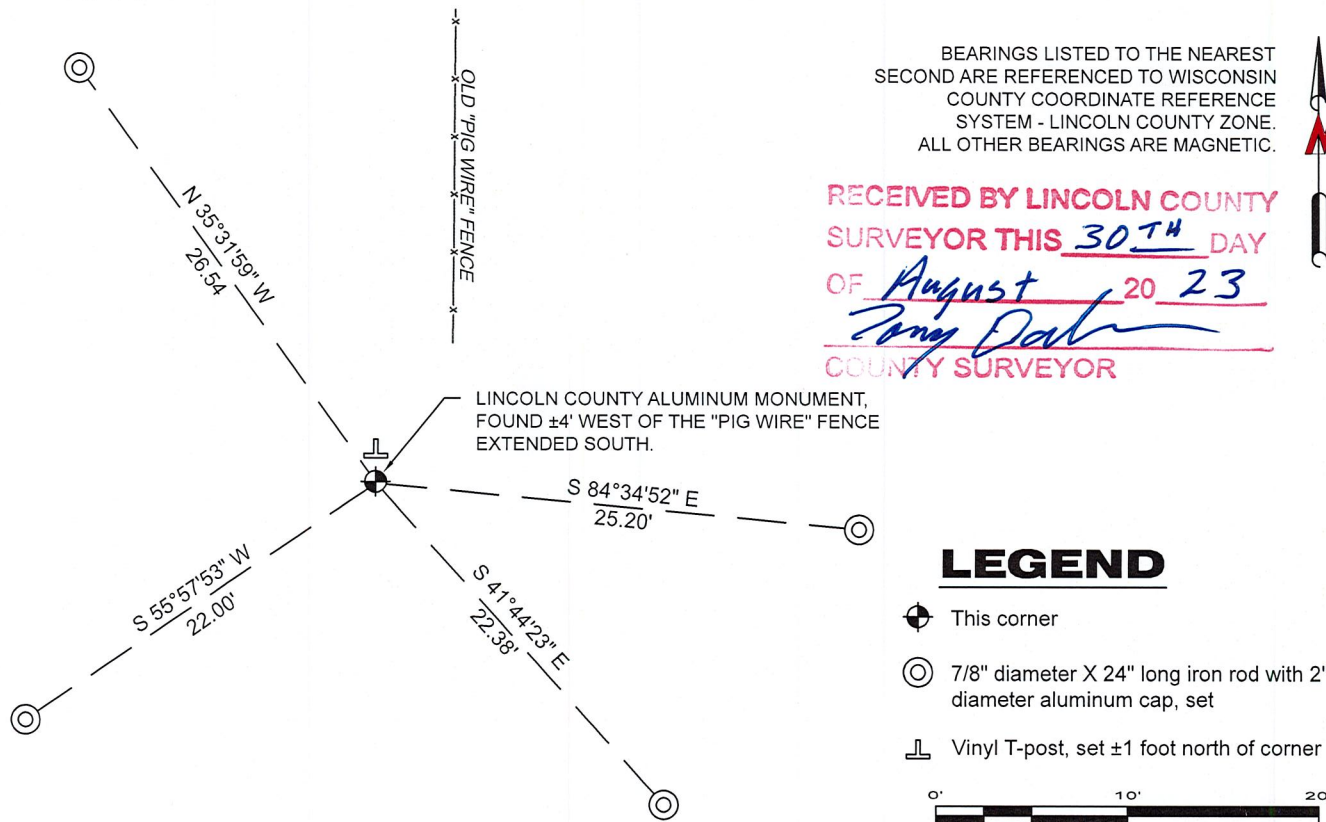 BEARINGS LISTED TO THE NEAREST
SECOND ARE REFERENCED TO WISCONSIN
COUNTY COORDINATE REFERENCE
SYSTEM - LINCOLN COUNTY ZONE.
ALL OTHER BEARINGS ARE MAGNETIC.
RECEIVED BY LINCOLN COUNTY
SURVEYOR THIS 30TH DAY
OF August 20 23
COUNTY SURVEYOR
OLD "PIG WIRE" FENCE
N 35°31'59" W
26.54
LINCOLN COUNTY ALUMINUM MONUMENT,
FOUND ±4' WEST OF THE "PIG WIRE" FENCE
EXTENDED SOUTH.
S 84°34'52" E
25.20'
S 55°57'53" W
22.00'
S 41°44'23" E
22.38'
LEGEND
This corner
7/8" diameter X 24" long iron rod with 2'
diameter aluminum cap, set
Vinyl T-post, set ±1 foot north of corner
0' 10' 20